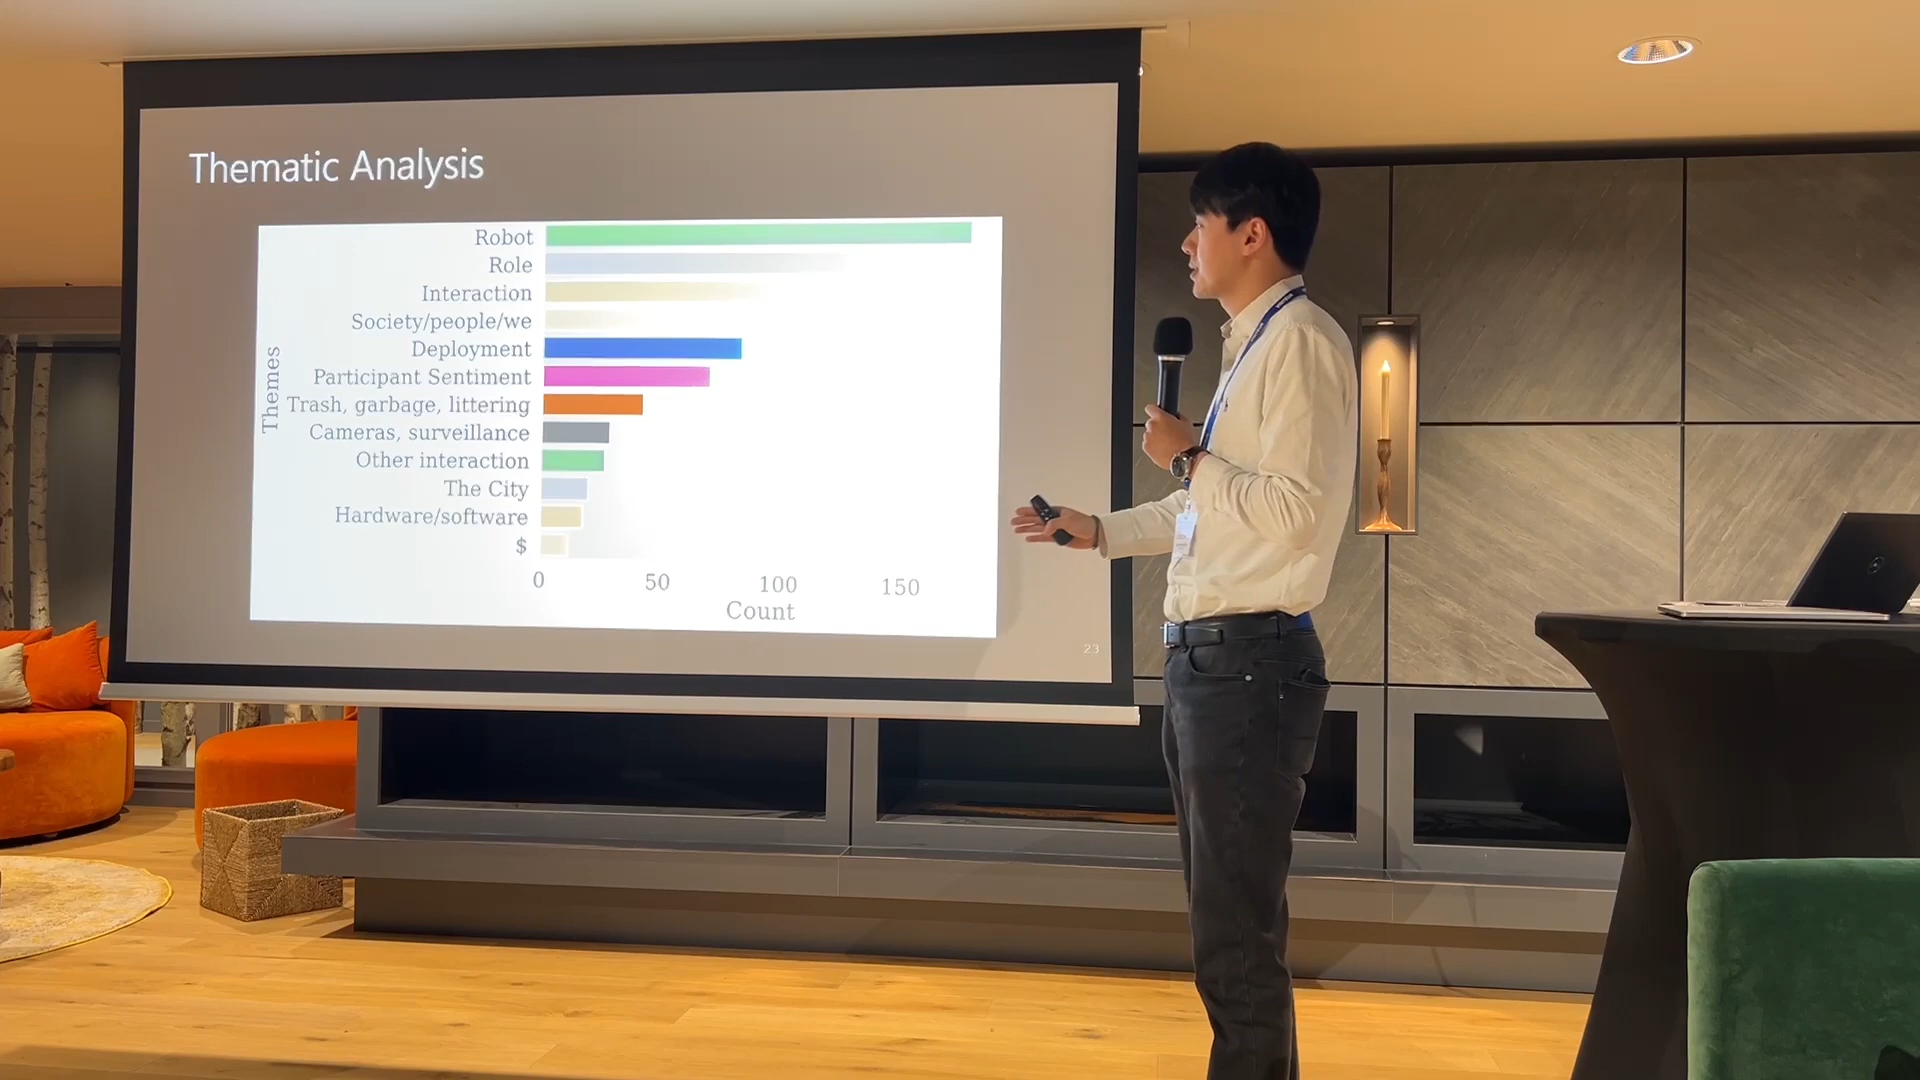 Thematic Analysis
Themes
Robot
Role
Interaction
Society/people/we
Deployment
Participant Sentiment
Trash, garbage, littering
Cameras, surveillance
Other interaction
The City
Hardware/software
$
0 50 100 150
Count
23